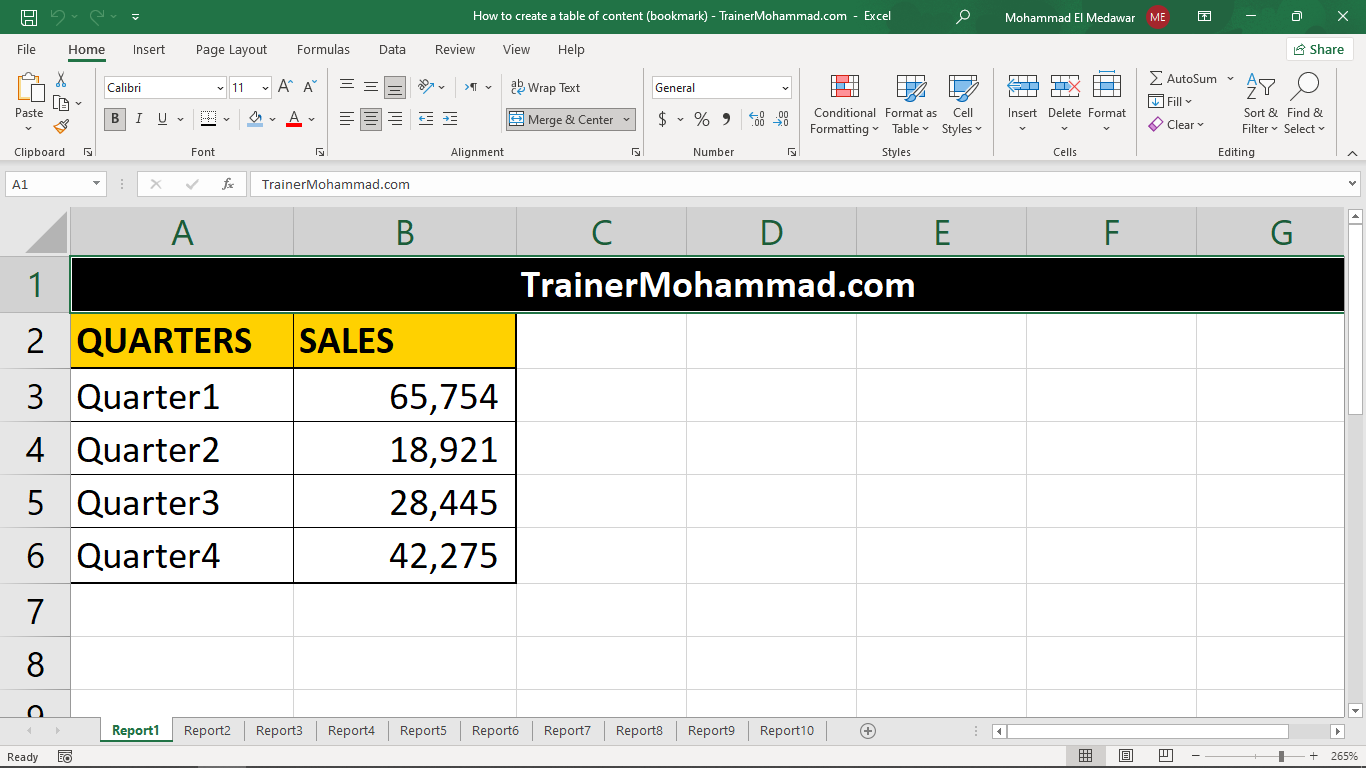 How to create a table of content (bookmark) - TrainerMohammad.com - Excel
Mohammad El Medawar ME
File Home Insert Page Layout Formulas Data Review View Help Share
Paste
Clipboard
Calibri 11
B I U A
Font
ab Wrap Text
Merge & Center
Alignment
General
$ % 9 .00 .00
Number
Conditional Formatting
Format as Table
Cell Styles
Styles
Insert Delete Format
Cells
AutoSum
Fill
Clear
Sort & Filter
Find & Select
Editing
A1 fx TrainerMohammad.com
A B C D E F G
1 TrainerMohammad.com
2 QUARTERS SALES
3 Quarter1 65,754
4 Quarter2 18,921
5 Quarter3 28,445
6 Quarter4 42,275
7
8
9
Report1 Report2 Report3 Report4 Report5 Report6 Report7 Report8 Report9 Report10
Ready 265%